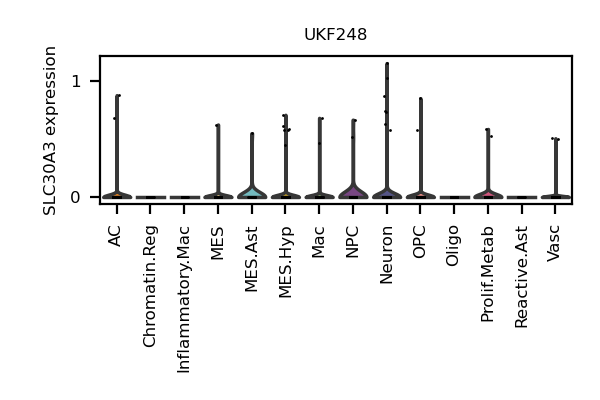 UKF248
SLC30A3 expression
1
0
AC
Chromatin.Reg
Inflammatory.Mac
MES
MES.Ast
MES.Hyp
Mac
NPC
Neuron
OPC
Oligo
Prolif.Metab
Reactive.Ast
Vasc